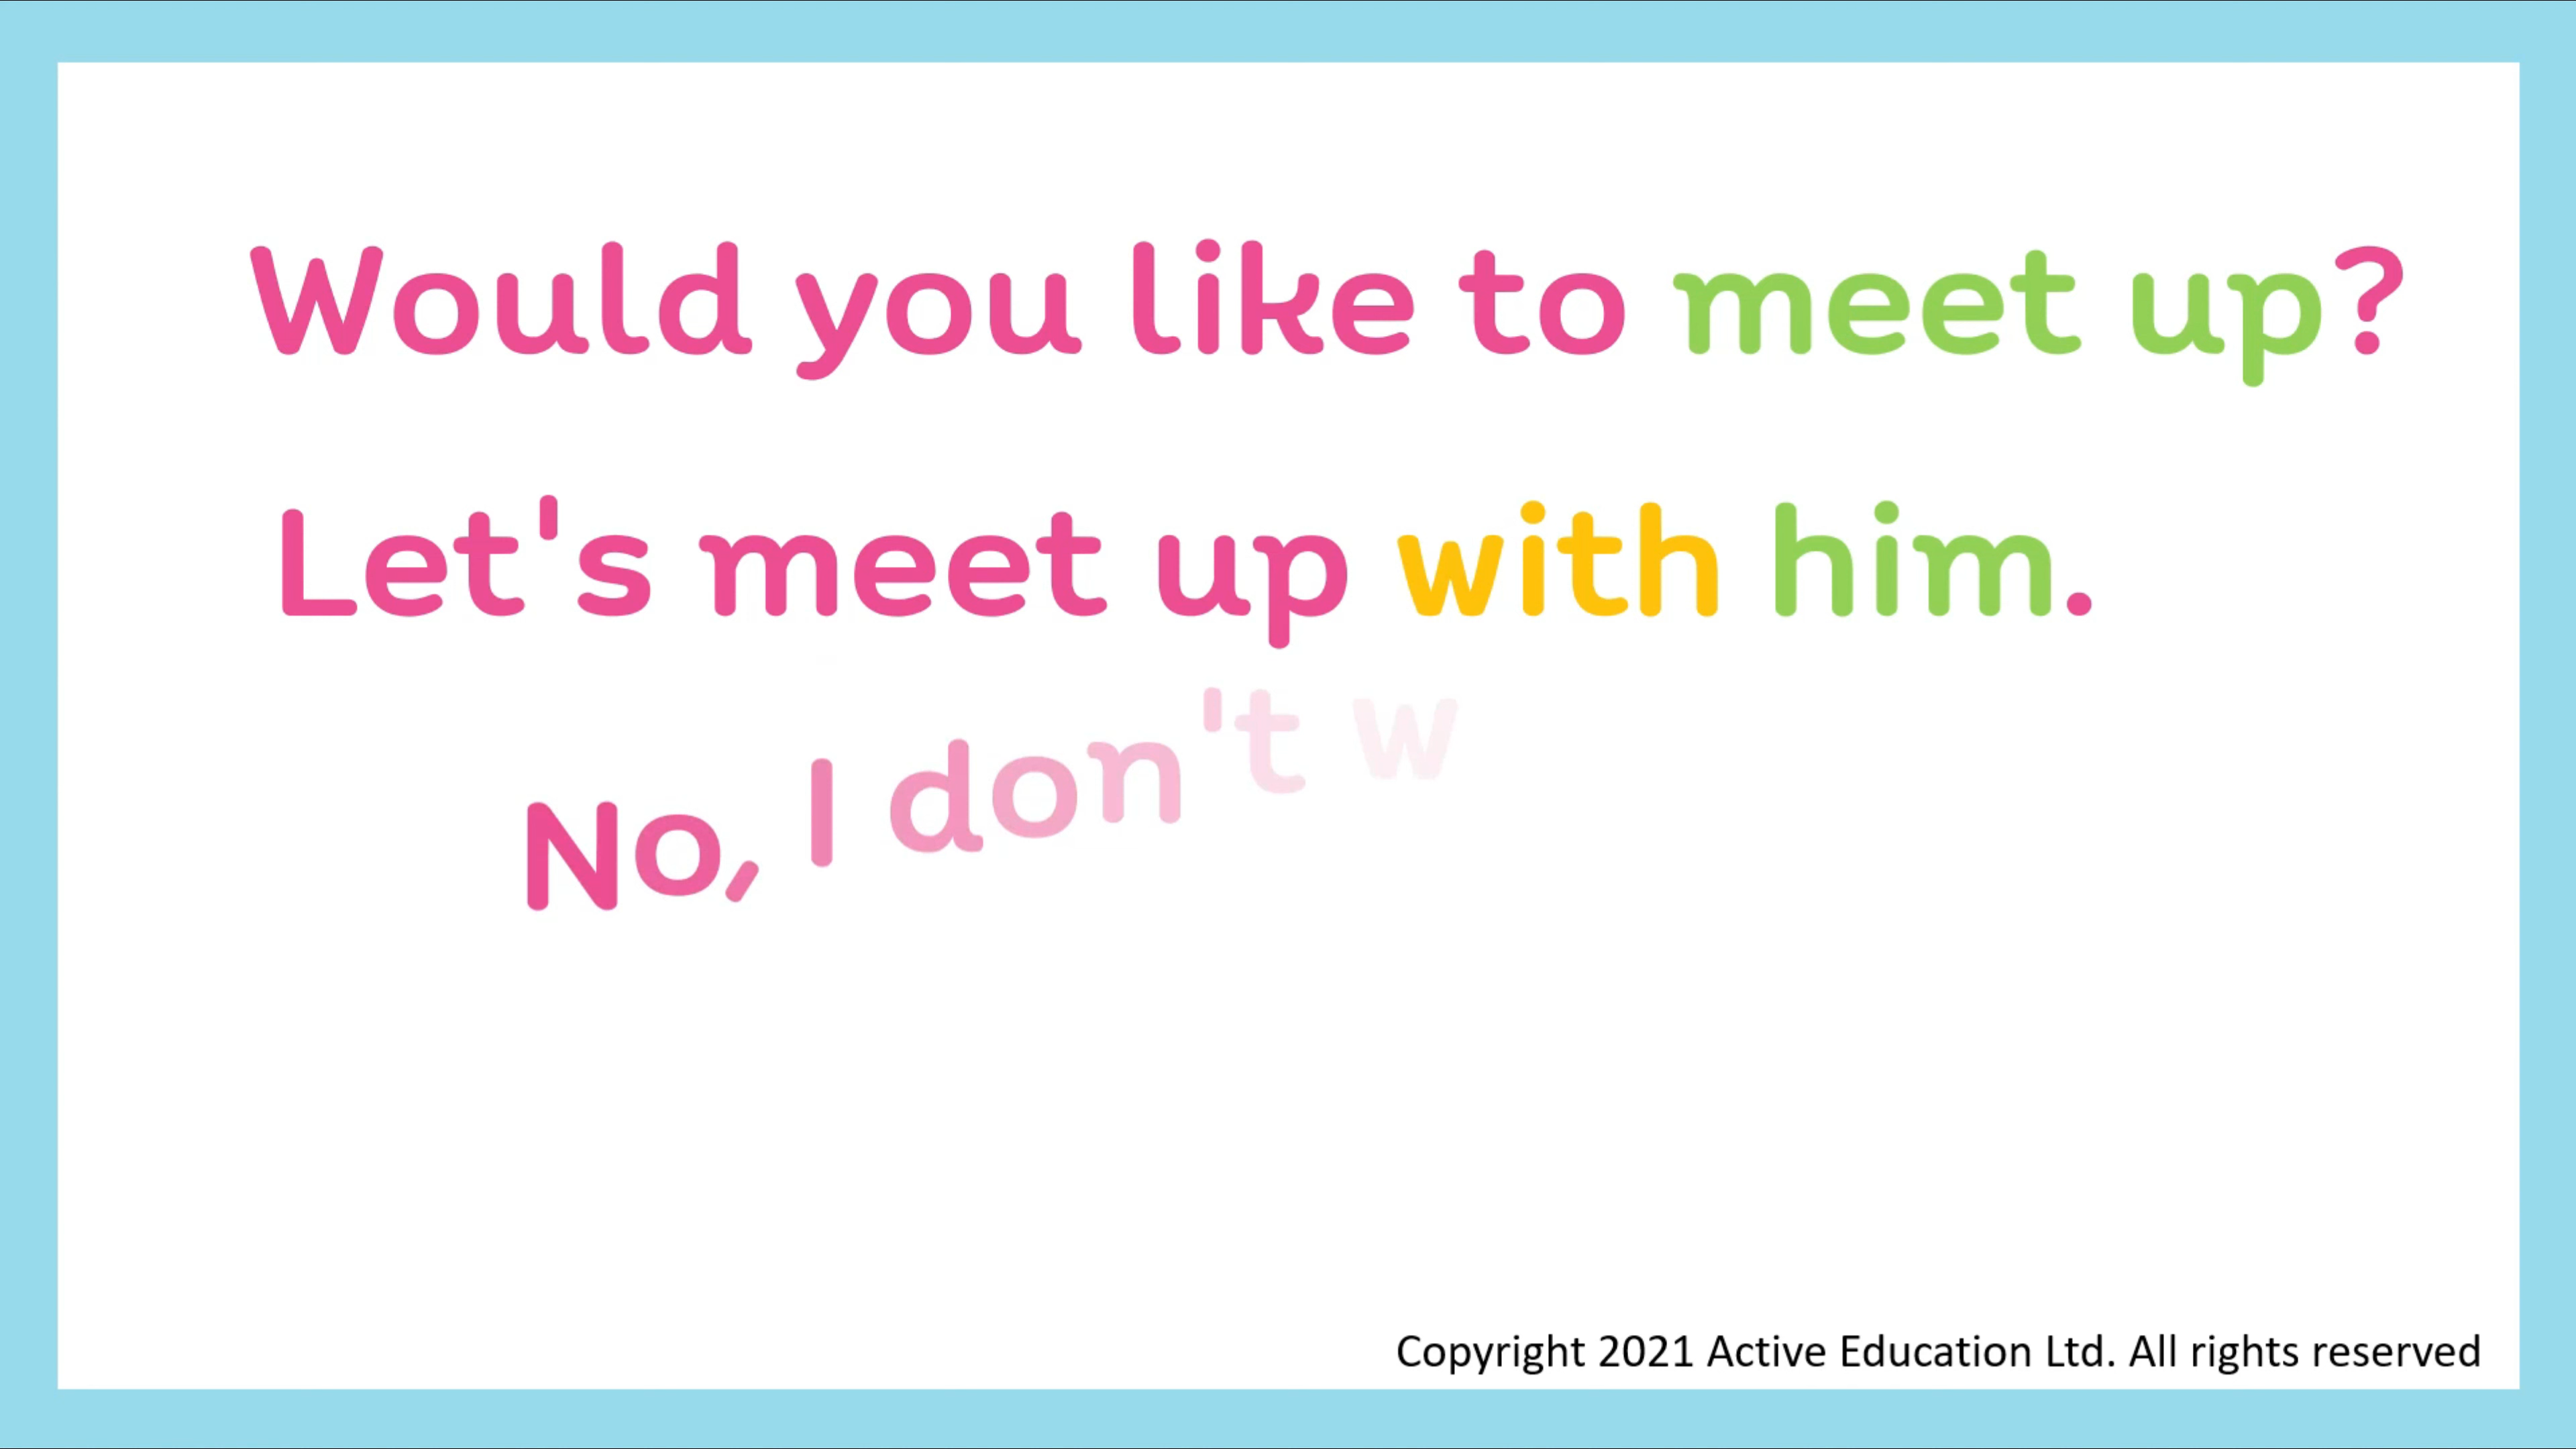 Would you like to meet up?
Let's meet up with him.
No, I don't w
Copyright 2021 Active Education Ltd. All rights reserved